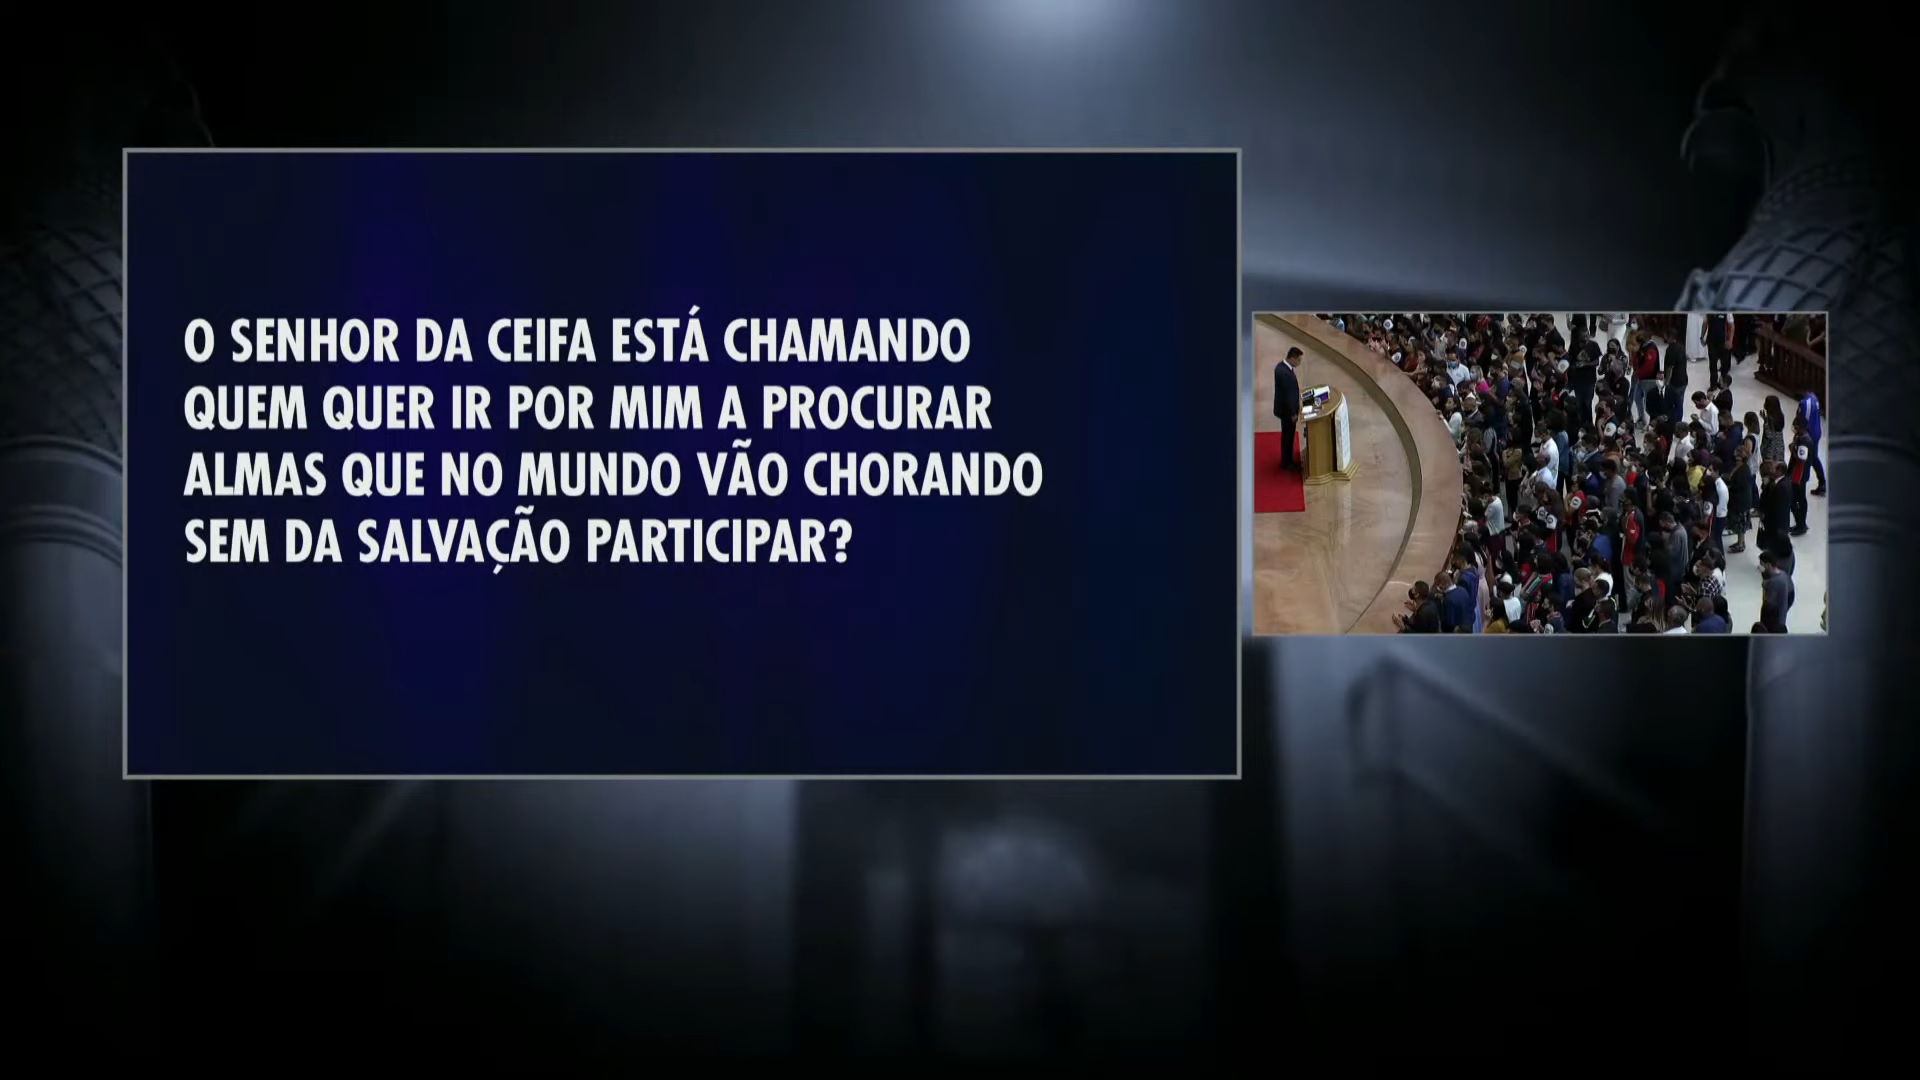 O SENHOR DA CEIFA ESTÁ CHAMANDO
QUEM QUER IR POR MIM A PROCURAR
ALMAS QUE NO MUNDO VÃO CHORANDO
SEM DA SALVAÇÃO PARTICIPAR?